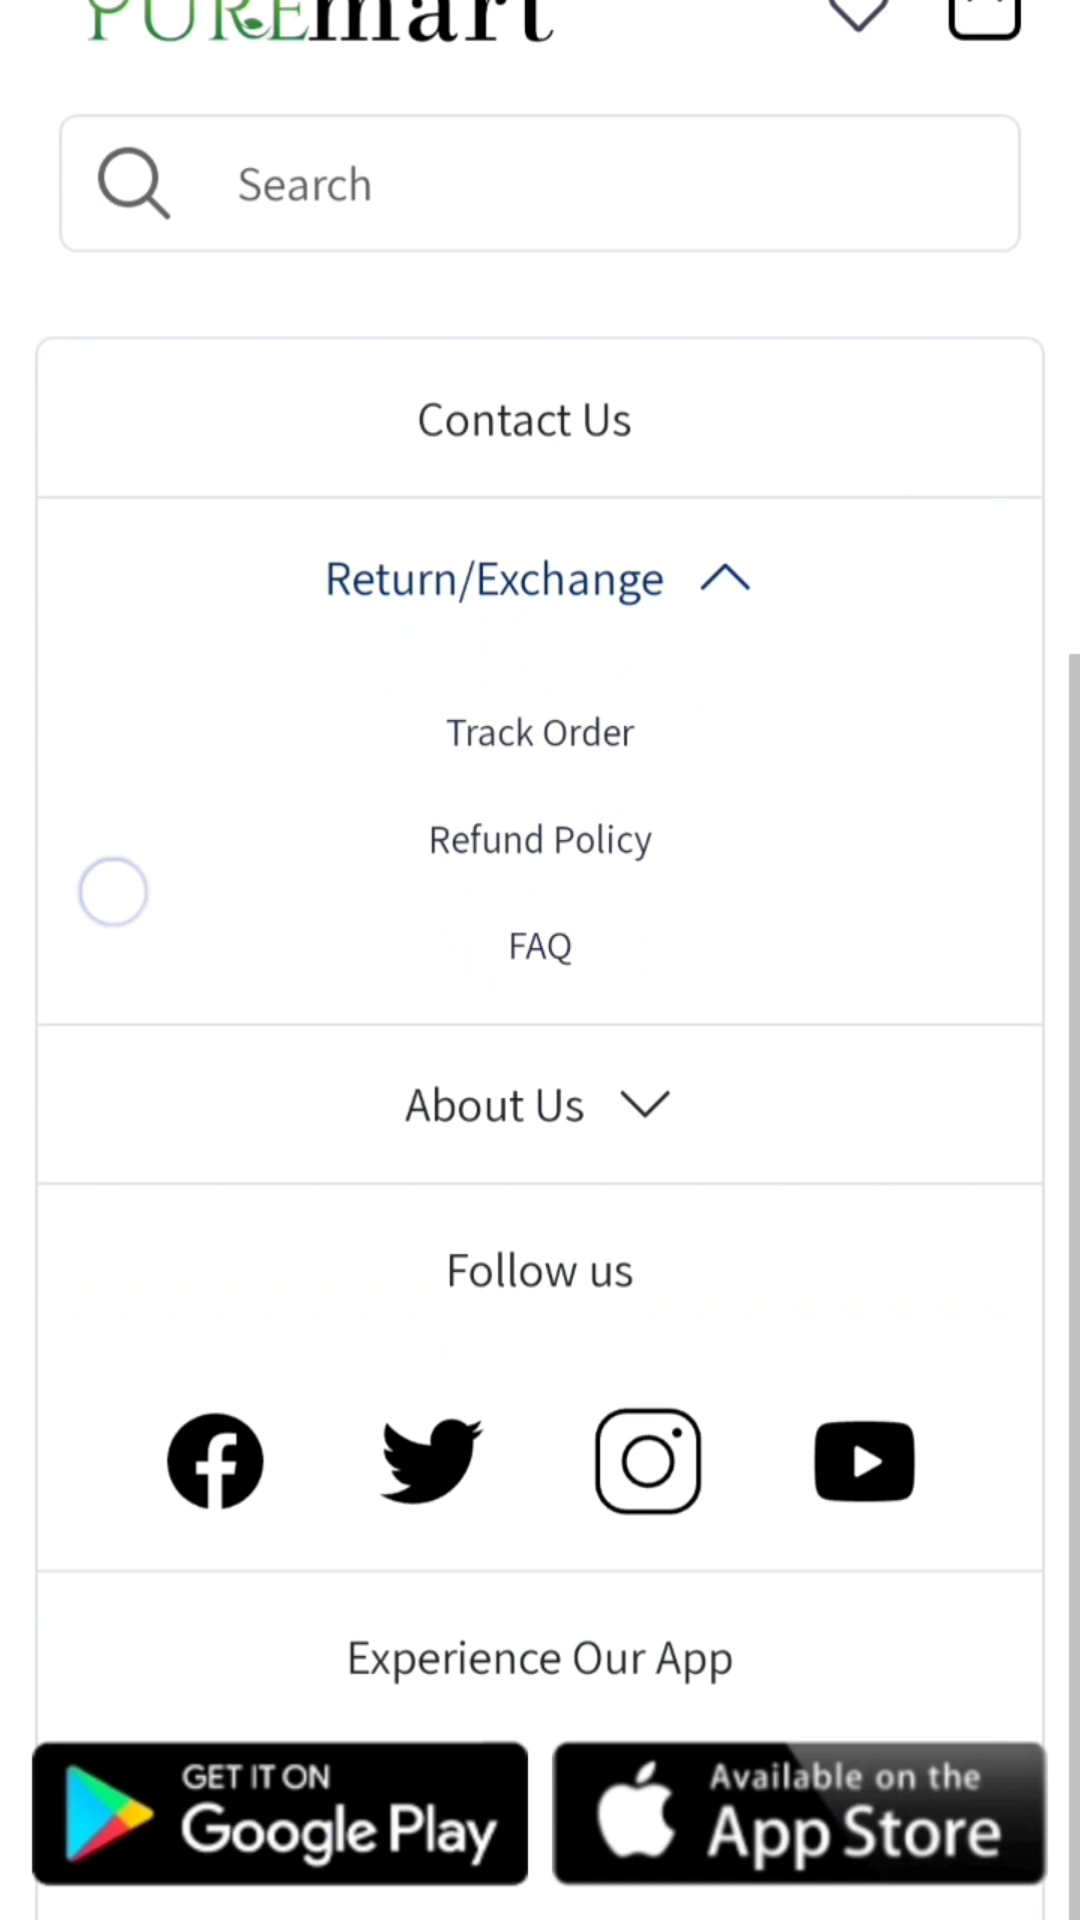 PUREmart
Search
Contact Us
Return/Exchange
Track Order
Refund Policy
FAQ
About Us
Follow us
Experience Our App
GET IT ON
Google Play
Available on the
App Store